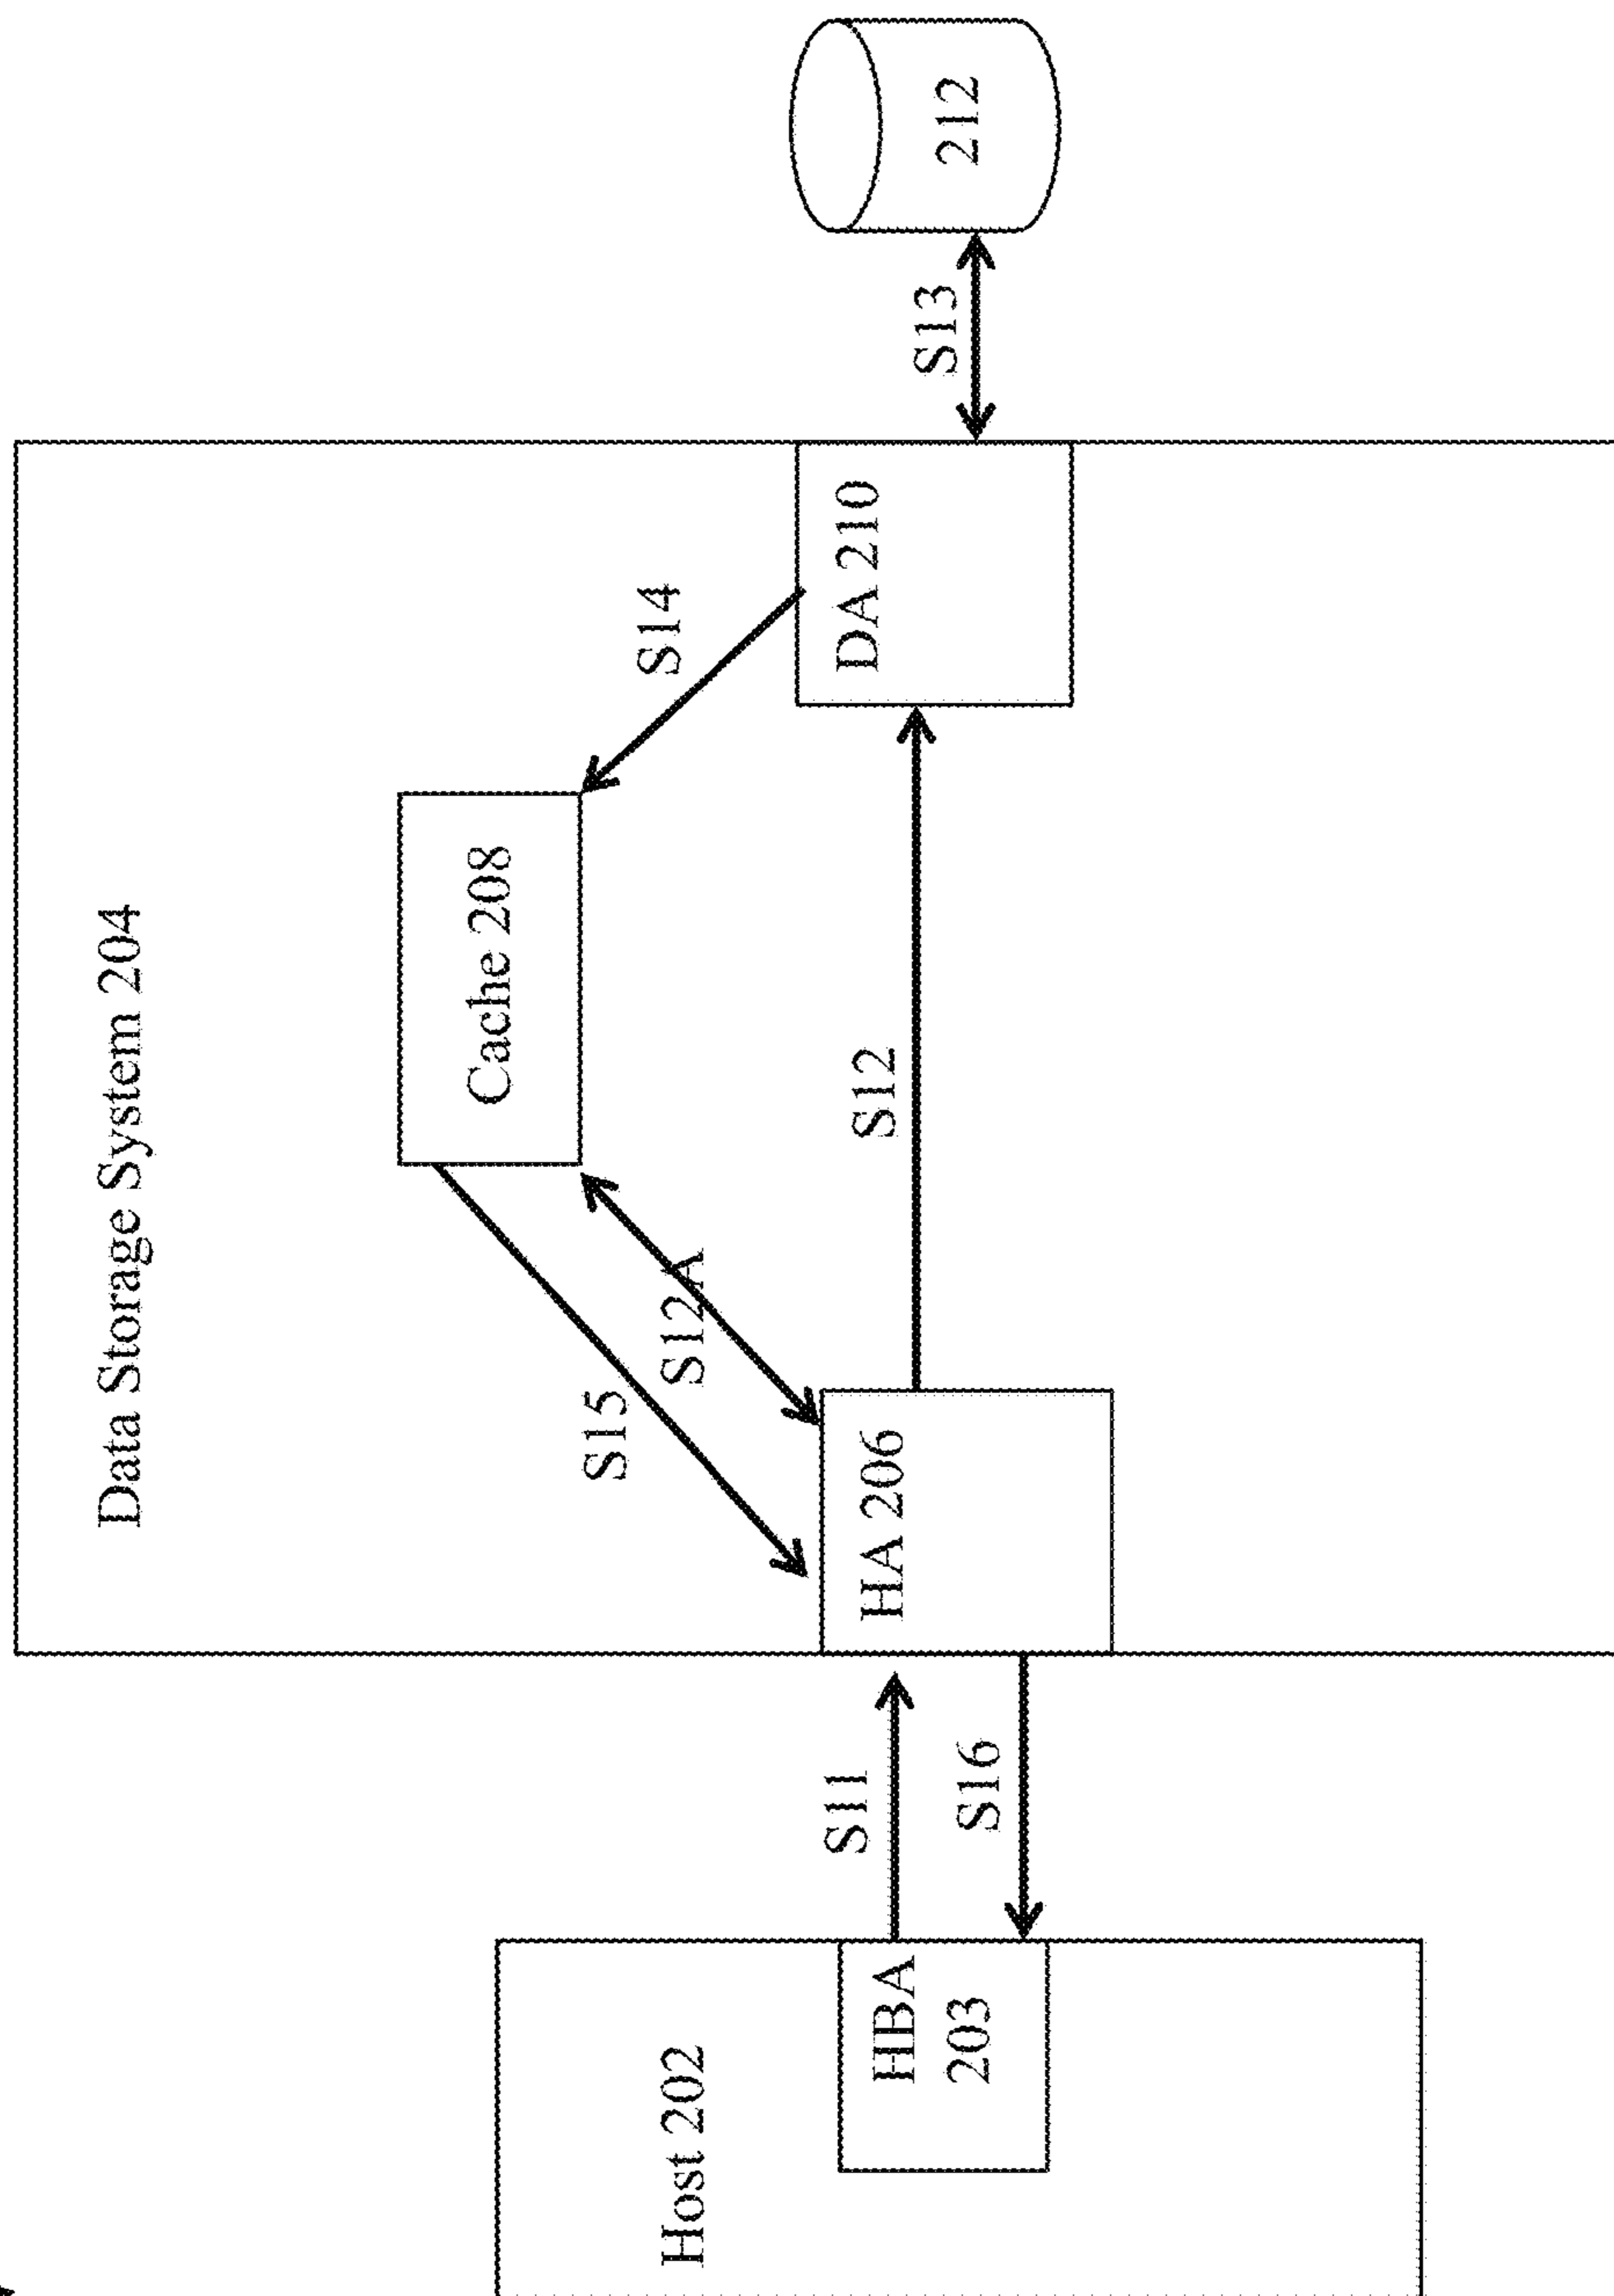 Data Storage System 204
Cache 208
S15
S12A
S14
Host 202
HBA
203
S11
S16
HA 206
S12
DA 210
S13
212